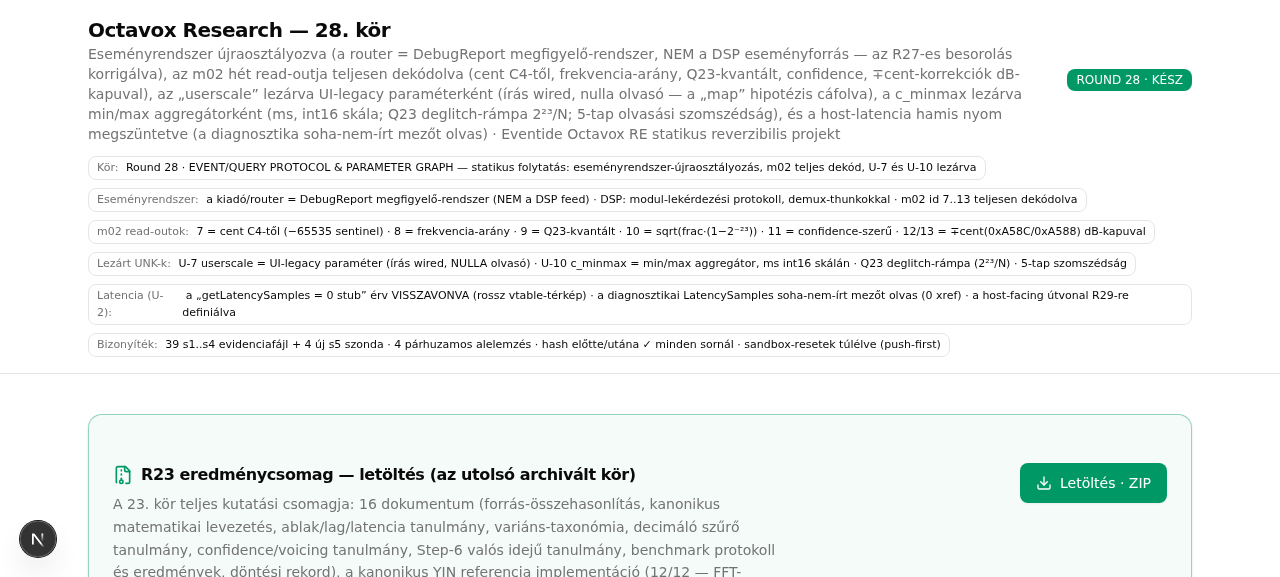 Octavox Research — 28. kör
Eseményrendszer újraosztályozva (a router = DebugReport megfigyelő-rendszer, NEM a DSP eseményforrás — az R27-es besorolás
korrigálva), az m02 hét read-outja teljesen dekódolva (cent C4-től, frekvencia-arány, Q23-kvantált, confidence, ∓cent-korrekciók dB-
kapuval), az „userscale” lezárva UI-legacy paraméterként (írás wired, nulla olvasó — a „map” hipotézis cáfolva), a c_minmax lezárva
min/max aggregátorként (ms, int16 skála; Q23 deglitch-rámpa 2²³/N; 5-tap olvasási szomszédság), és a host-latencia hamis nyom
megszüntetve (a diagnosztika soha-nem-írt mezőt olvas) · Eventide Octavox RE statikus reverzibilis projekt
ROUND 28 · KÉSZ
Kör: Round 28 · EVENT/QUERY PROTOCOL & PARAMETER GRAPH — statikus folytatás: eseményrendszer-újraosztályozás, m02 teljes dekód, U-7 és U-10 lezárva
Eseményrendszer: a kiadó/router = DebugReport megfigyelő-rendszer (NEM a DSP feed) · DSP: modul-lekérdezési protokoll, demux-thunkokkal · m02 id 7..13 teljesen dekódolva
m02 read-outok: 7 = cent C4-től (−65535 sentinel) · 8 = frekvencia-arány · 9 = Q23-kvantált · 10 = sqrt(frac·(1−2⁻²³)) · 11 = confidence-szerű · 12/13 = ∓cent(0xA58C/0xA588) dB-kapuval
Lezárt UNK-k: U-7 userscale = UI-legacy paraméter (írás wired, NULLA olvasó) · U-10 c_minmax = min/max aggregátor, ms int16 skálán · Q23 deglitch-rámpa (2²³/N) · 5-tap szomszédság
Latencia (U-2): a „getLatencySamples = 0 stub” érv VISSZAVONVA (rossz vtable-térkép) · a diagnosztikai LatencySamples soha-nem-írt mezőt olvas (0 xref) · a host-facing útvonal R29-re
definiálva
Bizonyíték: 39 s1..s4 evidenciafájl + 4 új s5 szonda · 4 párhuzamos alelemzés · hash előtte/utána ✓ minden sornál · sandbox-resetek túlélve (push-first)
R23 eredménycsomag — letöltés (az utolsó archivált kör)
Letöltés · ZIP
A 23. kör teljes kutatási csomagja: 16 dokumentum (forrás-összehasonlítás, kanonikus
matematikai levezetés, ablak/lag/latencia tanulmány, variáns-taxonómia, decimáló szűrő
tanulmány, confidence/voicing tanulmány, Step-6 valós idejű tanulmány, benchmark protokoll
és eredmények, döntési rekord), a kanonikus YIN referencia implementáció (12/12 — FFT-